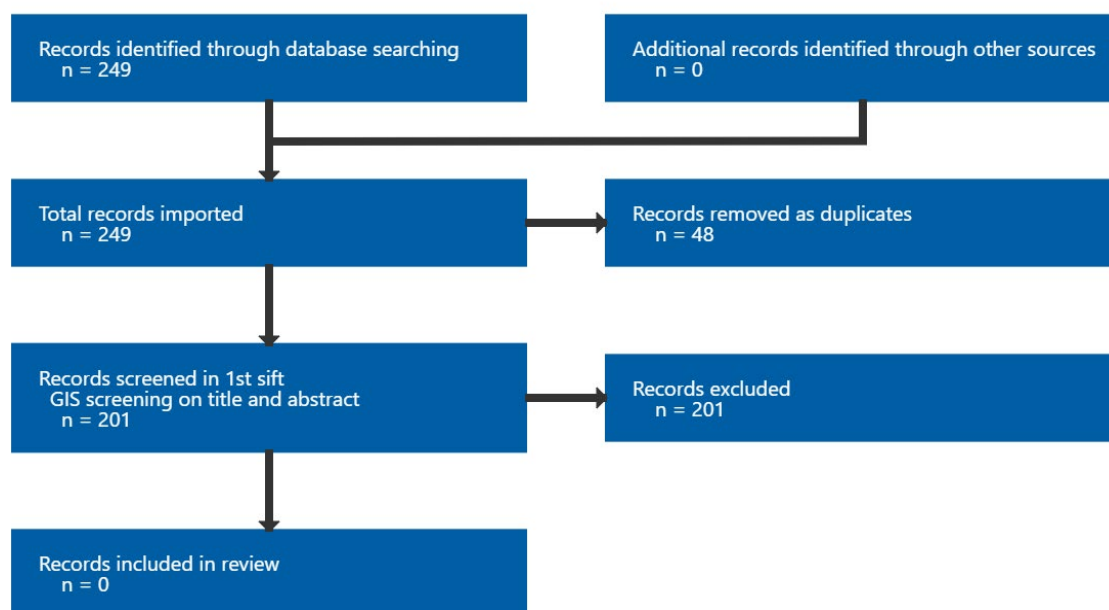 Records identified through database searching
n = 249
Additional records identified through other sources
n = 0
Total records imported
n = 249
Records removed as duplicates
n = 48
Records screened in 1st sift
GIS screening on title and abstract
n = 201
Records excluded
n = 201
Records included in review
n = 0